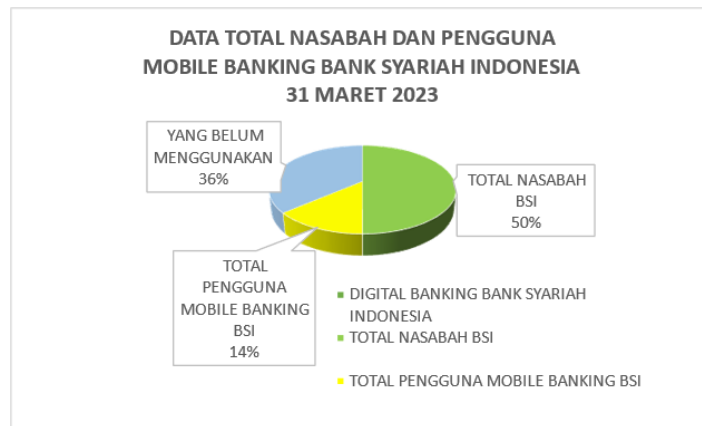 DATA TOTAL NASABAH DAN PENGGUNA
MOBILE BANKING BANK SYARIAH INDONESIA
31 MARET 2023
YANG BELUM
MENGGUNAKAN
36%
TOTAL NASABAH
BSI
50%
TOTAL
PENGGUNA
MOBILE BANKING
BSI
14%
DIGITAL BANKING BANK SYARIAH
INDONESIA
TOTAL NASABAH BSI
TOTAL PENGGUNA MOBILE BANKING BSI